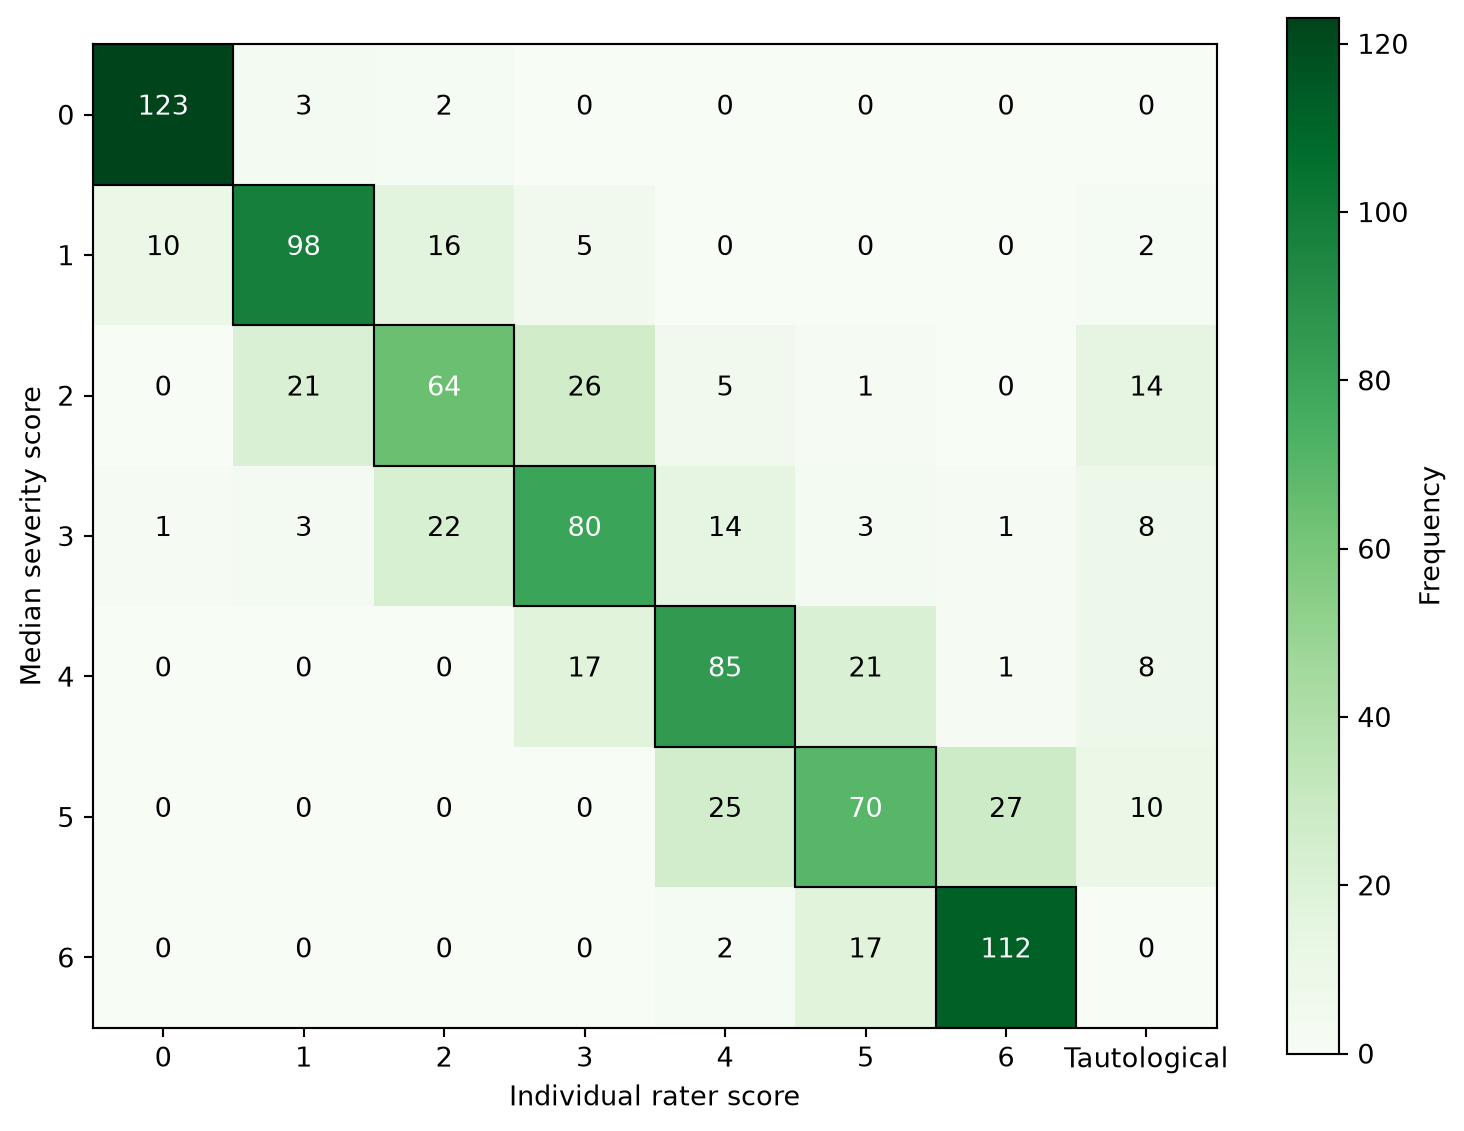 120
0 123 3 2 0 0 0 0 0
100
1 10 98 16 5 0 0 0 2
80
2 0 21 64 26 5 1 0 14
Median severity score
Frequency
3 1 3 22 80 14 3 1 8
60
4 0 0 0 17 85 21 1 8
40
5 0 0 0 0 25 70 27 10
20
6 0 0 0 0 2 17 112 0
0 1 2 3 4 5 6 Tautological
0
Individual rater score